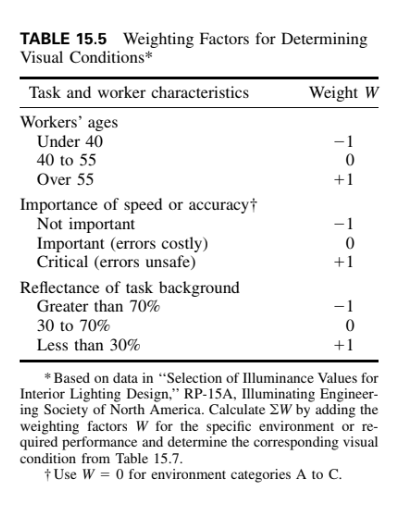 TABLE 15.5 Weighting Factors for Determining
Visual Conditions*
Task and worker characteristics Weight W
Workers’ ages
Under 40 −1
40 to 55 0
Over 55 +1
Importance of speed or accuracy†
Not important −1
Important (errors costly) 0
Critical (errors unsafe) +1
Reflectance of task background
Greater than 70% −1
30 to 70% 0
Less than 30% +1
* Based on data in “Selection of Illuminance Values for
Interior Lighting Design,” RP-15A, Illuminating Engineer-
ing Society of North America. Calculate ΣW by adding the
weighting factors W for the specific environment or re-
quired performance and determine the corresponding visual
condition from Table 15.7.
† Use W = 0 for environment categories A to C.